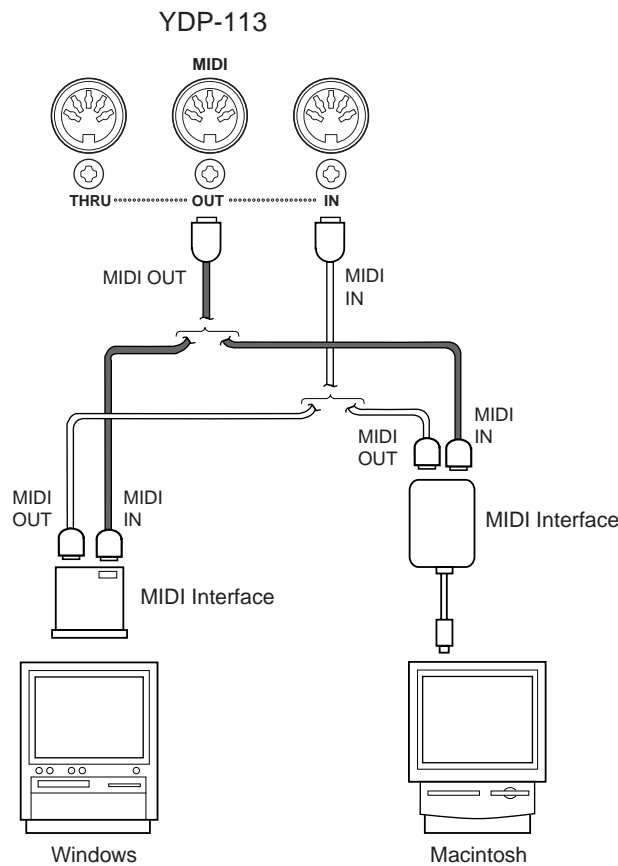 YDP-113
MIDI
THRU OUT IN
MIDI OUT
MIDI
IN
MIDI
OUT
MIDI
IN
MIDI
OUT
MIDI
IN
MIDI Interface
MIDI Interface
Windows
Macintosh